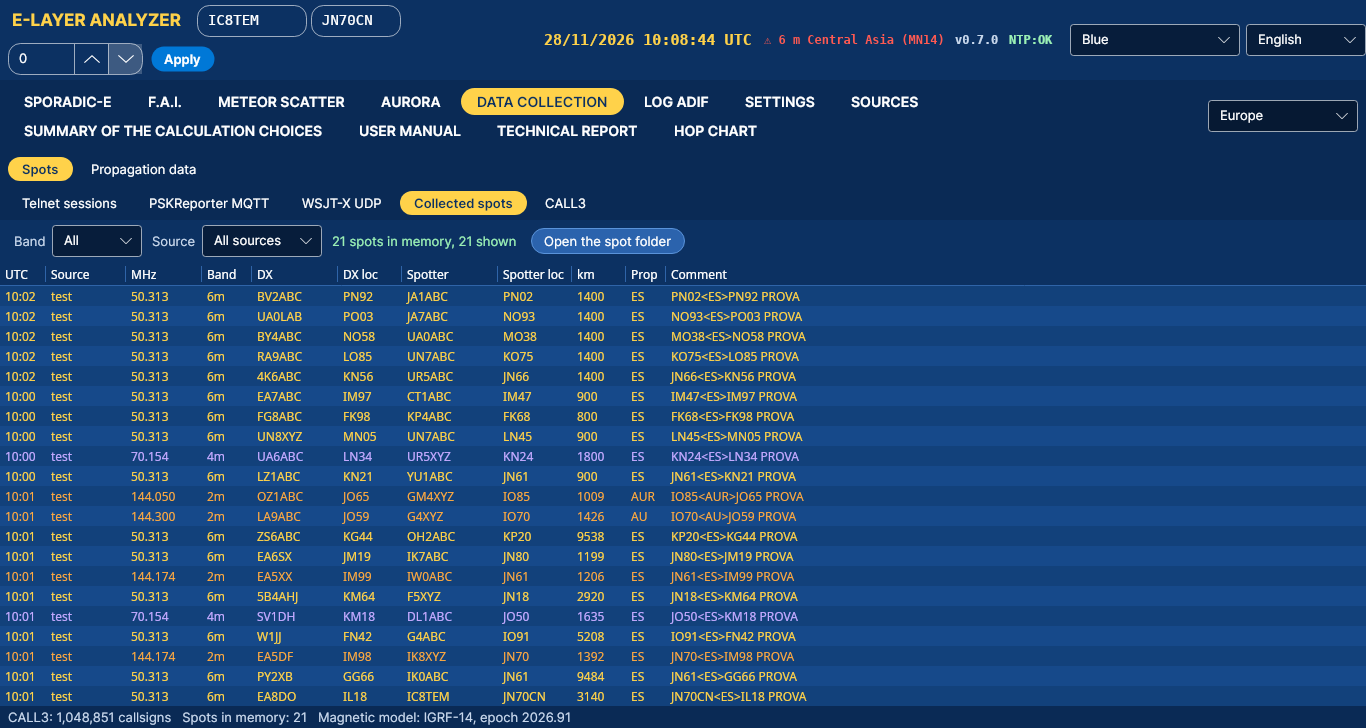 E-LAYER ANALYZER IC8TEM JN70CN
28/11/2026 10:08:44 UTC ⚠ 6 m Central Asia (MN14) v0.7.0 NTP:OK Blue English
0 Apply
SPORADIC-E F.A.I. METEOR SCATTER AURORA DATA COLLECTION LOG ADIF SETTINGS SOURCES
SUMMARY OF THE CALCULATION CHOICES USER MANUAL TECHNICAL REPORT HOP CHART
Europe
Spots Propagation data
Telnet sessions PSKReporter MQTT WSJT-X UDP Collected spots CALL3
Band All Source All sources 21 spots in memory, 21 shown Open the spot folder
UTC Source MHz Band DX DX loc Spotter Spotter loc km Prop Comment
10:02 test 50.313 6m BV2ABC PN92 JA1ABC PN02 1400 ES PN02<ES>PN92 PROVA
10:02 test 50.313 6m UA0LAB PO03 JA7ABC NO93 1400 ES NO93<ES>PO03 PROVA
10:02 test 50.313 6m BY4ABC NO58 UA0ABC MO38 1400 ES MO38<ES>NO58 PROVA
10:02 test 50.313 6m RA9ABC LO85 UN7ABC KO75 1400 ES KO75<ES>LO85 PROVA
10:02 test 50.313 6m 4K6ABC KN56 UR5ABC JN66 1400 ES JN66<ES>KN56 PROVA
10:00 test 50.313 6m EA7ABC IM97 CT1ABC IM47 900 ES IM47<ES>IM97 PROVA
10:00 test 50.313 6m FG8ABC FK98 KP4ABC FK68 800 ES FK68<ES>FK98 PROVA
10:00 test 50.313 6m UN8XYZ MN05 UN7ABC LN45 900 ES LN45<ES>MN05 PROVA
10:00 test 70.154 4m UA6ABC LN34 UR5XYZ KN24 1800 ES KN24<ES>LN34 PROVA
10:00 test 50.313 6m LZ1ABC KN21 YU1ABC JN61 900 ES JN61<ES>KN21 PROVA
10:01 test 144.050 2m OZ1ABC JO65 GM4XYZ IO85 1009 AUR IO85<AUR>JO65 PROVA
10:01 test 144.300 2m LA9ABC JO59 G4XYZ IO70 1426 AU IO70<AU>JO59 PROVA
10:01 test 50.313 6m ZS6ABC KG44 OH2ABC KP20 9538 ES KP20<ES>KG44 PROVA
10:01 test 50.313 6m EA6SX JM19 IK7ABC JN80 1199 ES JN80<ES>JM19 PROVA
10:01 test 144.174 2m EA5XX IM99 IW0ABC JN61 1206 ES JN61<ES>IM99 PROVA
10:01 test 50.313 6m 5B4AHJ KM64 F5XYZ JN18 2920 ES JN18<ES>KM64 PROVA
10:01 test 70.154 4m SV1DH KM18 DL1ABC JO50 1635 ES JO50<ES>KM18 PROVA
10:01 test 50.313 6m W1JJ FN42 G4ABC IO91 5208 ES IO91<ES>FN42 PROVA
10:01 test 144.174 2m EA5DF IM98 IK8XYZ JN70 1392 ES JN70<ES>IM98 PROVA
10:01 test 50.313 6m PY2XB GG66 IK0ABC JN61 9484 ES JN61<ES>GG66 PROVA
10:01 test 50.313 6m EA8DO IL18 IC8TEM JN70CN 3140 ES JN70CN<ES>IL18 PROVA
CALL3: 1,048,851 callsigns Spots in memory: 21 Magnetic model: IGRF-14, epoch 2026.91